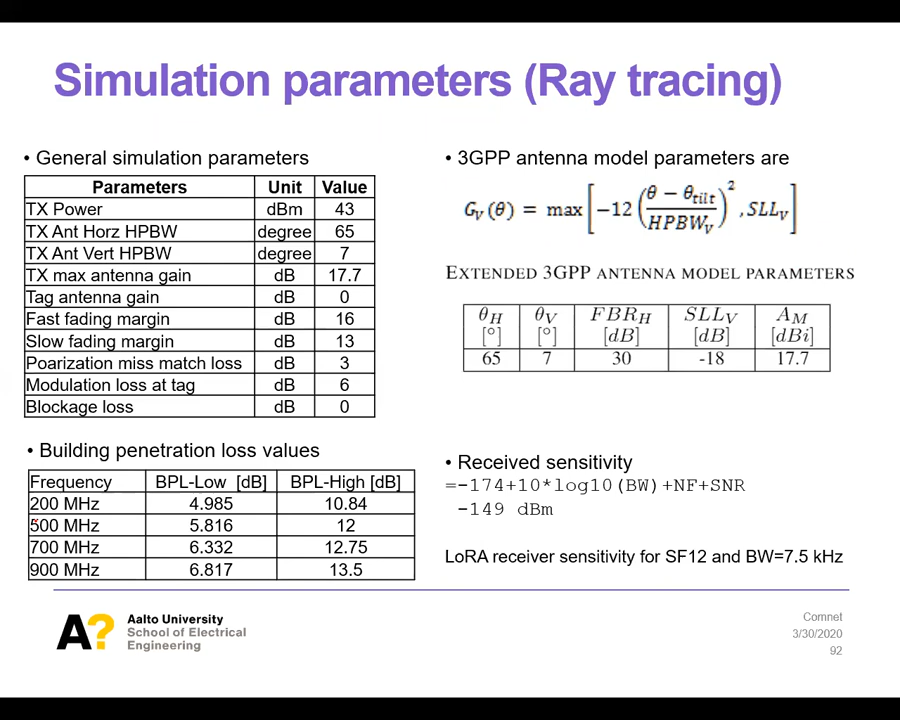 Simulation parameters (Ray tracing)
• General simulation parameters
Parameters Unit Value
TX Power dBm 43
TX Ant Horz HPBW degree 65
TX Ant Vert HPBW degree 7
TX max antenna gain dB 17.7
Tag antenna gain dB 0
Fast fading margin dB 16
Slow fading margin dB 13
Poarization miss match loss dB 3
Modulation loss at tag dB 6
Blockage loss dB 0
• Building penetration loss values
Frequency BPL-Low [dB] BPL-High [dB]
200 MHz 4.985 10.84
500 MHz 5.816 12
700 MHz 6.332 12.75
900 MHz 6.817 13.5
• 3GPP antenna model parameters are
G_V(θ) = max[−12((θ − θ_tilt)/HPBW_V)², SLL_V]
EXTENDED 3GPP ANTENNA MODEL PARAMETERS
θ_H θ_V FBR_H SLL_V A_M
[°] [°] [dB] [dB] [dBi]
65 7 30 -18 17.7
• Received sensitivity
=-174+10*log10(BW)+NF+SNR
-149 dBm
LoRA receiver sensitivity for SF12 and BW=7.5 kHz
A?
Aalto University
School of Electrical
Engineering
Comnet
3/30/2020
92